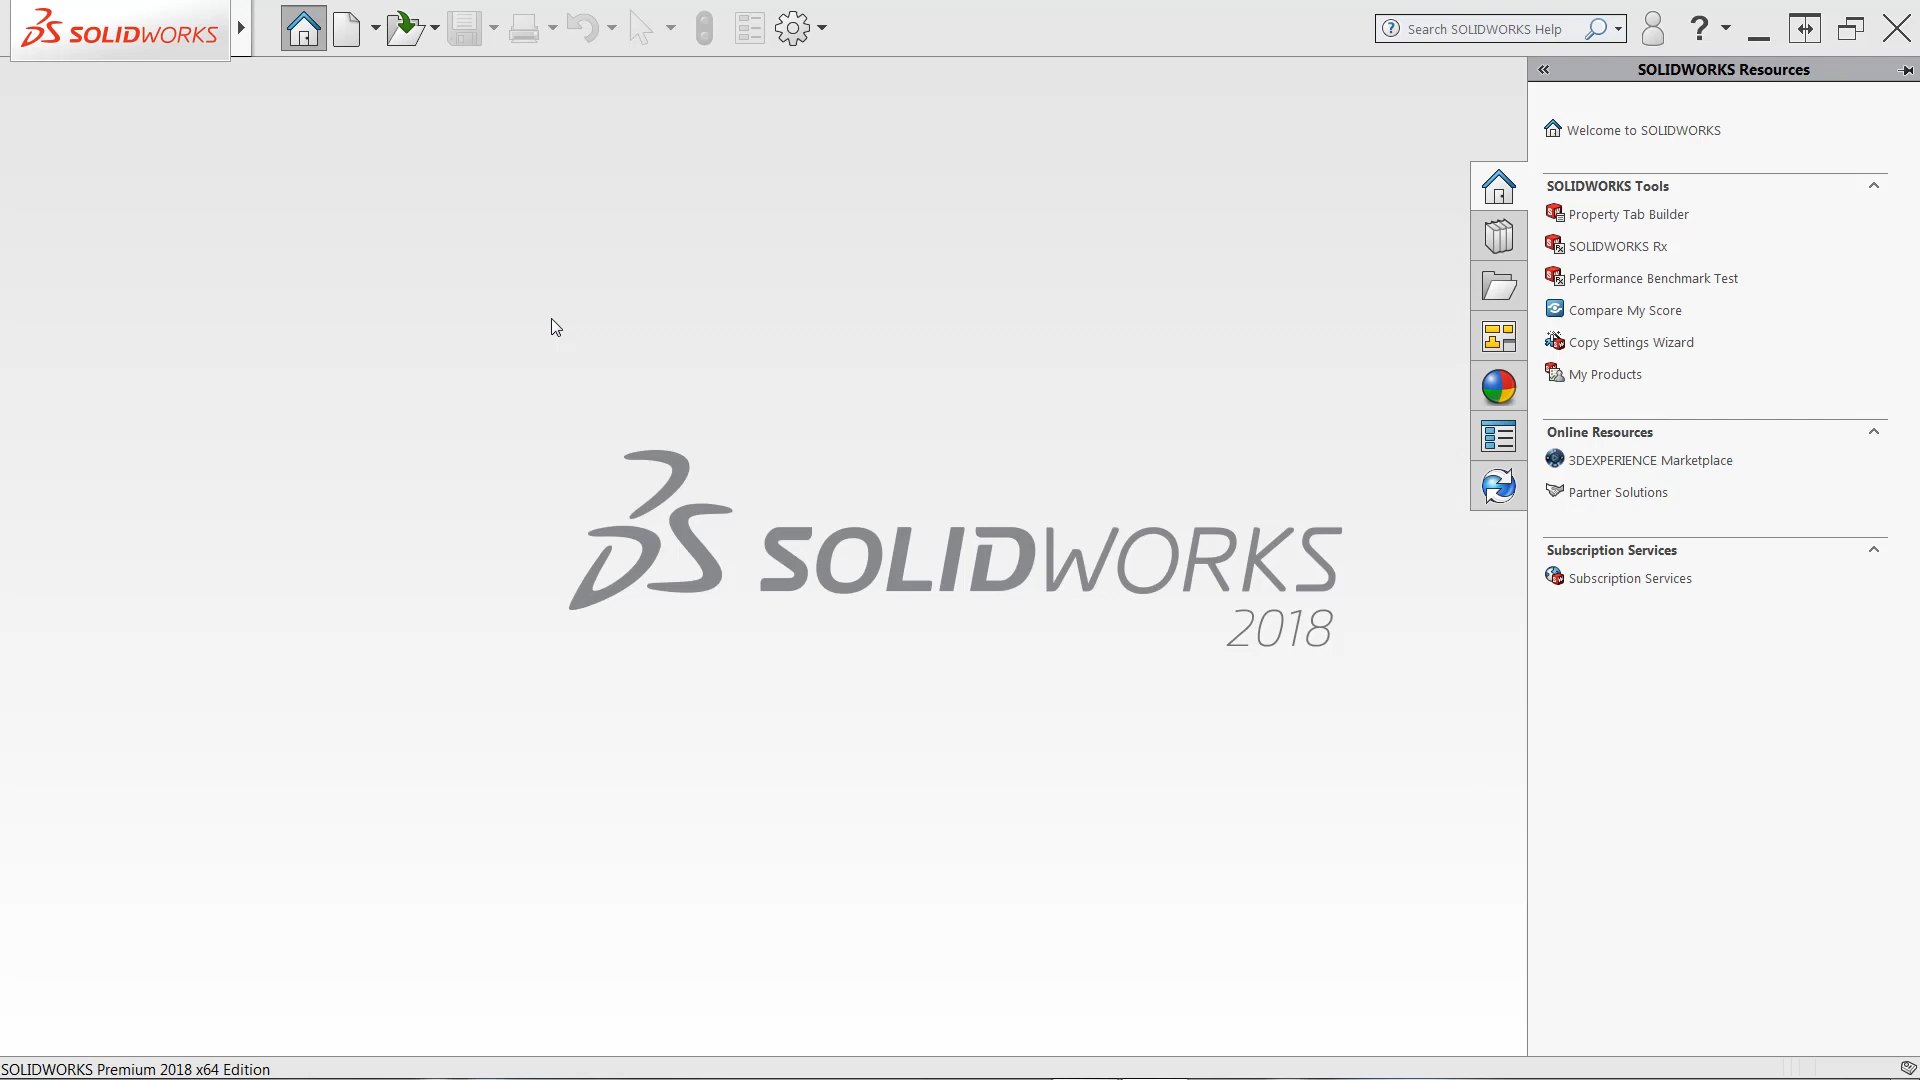 SOLIDWORKS
Search SOLIDWORKS Help
?
SOLIDWORKS Resources
Welcome to SOLIDWORKS
SOLIDWORKS Tools
Property Tab Builder
SOLIDWORKS Rx
Performance Benchmark Test
Compare My Score
Copy Settings Wizard
My Products
Online Resources
3DEXPERIENCE Marketplace
Partner Solutions
Subscription Services
Subscription Services
SOLIDWORKS
2018
SOLIDWORKS Premium 2018 x64 Edition